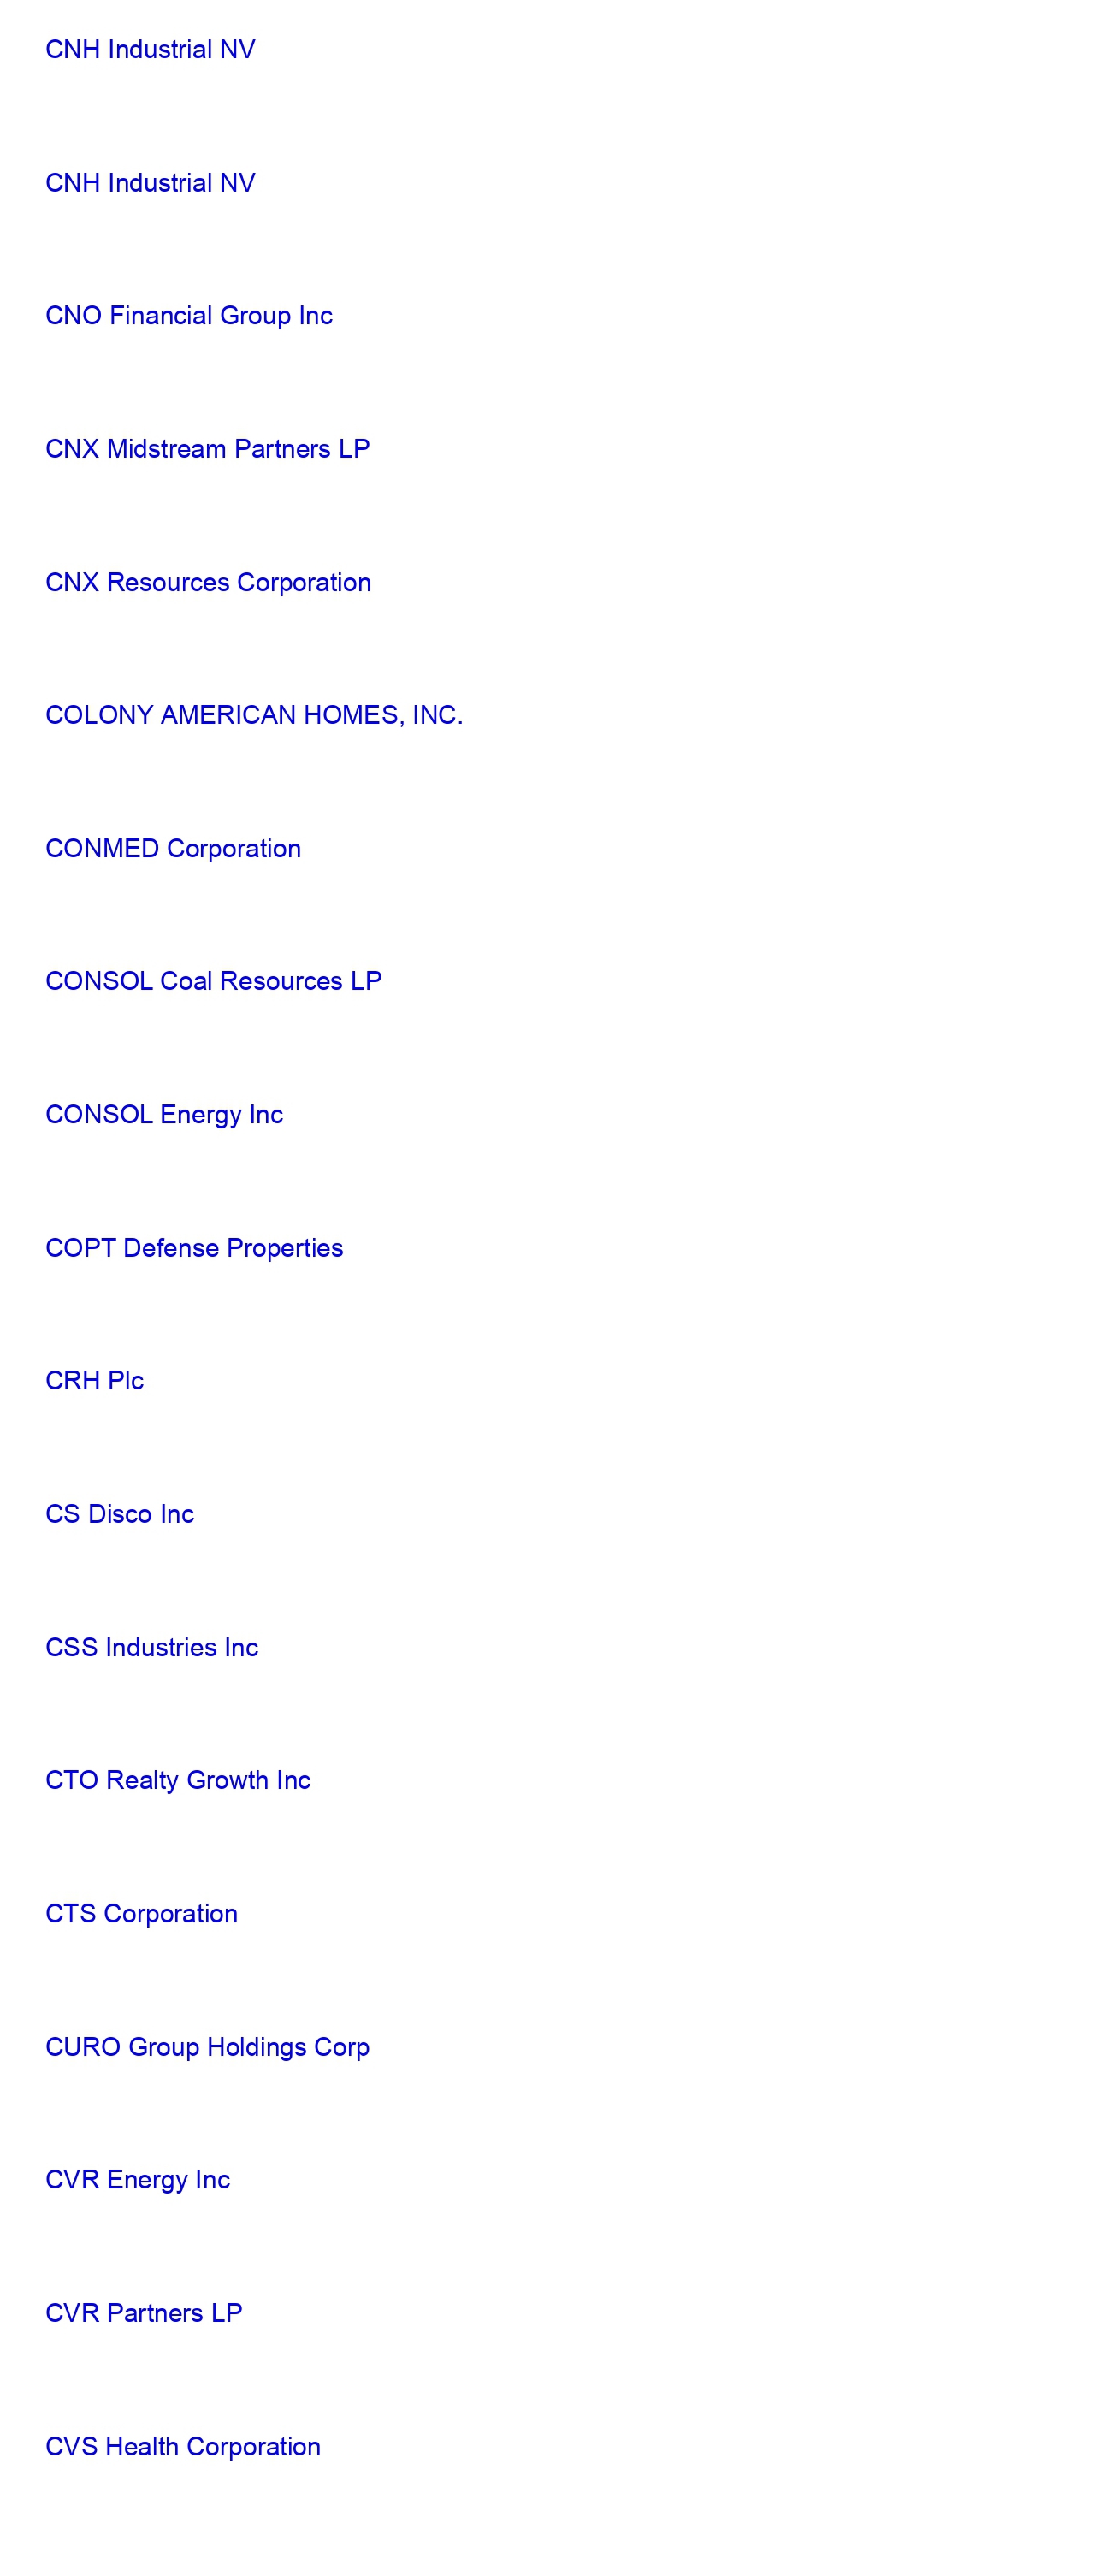 CNH Industrial NV
CNH Industrial NV
CNO Financial Group Inc
CNX Midstream Partners LP
CNX Resources Corporation
COLONY AMERICAN HOMES, INC.
CONMED Corporation
CONSOL Coal Resources LP
CONSOL Energy Inc
COPT Defense Properties
CRH Plc
CS Disco Inc
CSS Industries Inc
CTO Realty Growth Inc
CTS Corporation
CURO Group Holdings Corp
CVR Energy Inc
CVR Partners LP
CVS Health Corporation